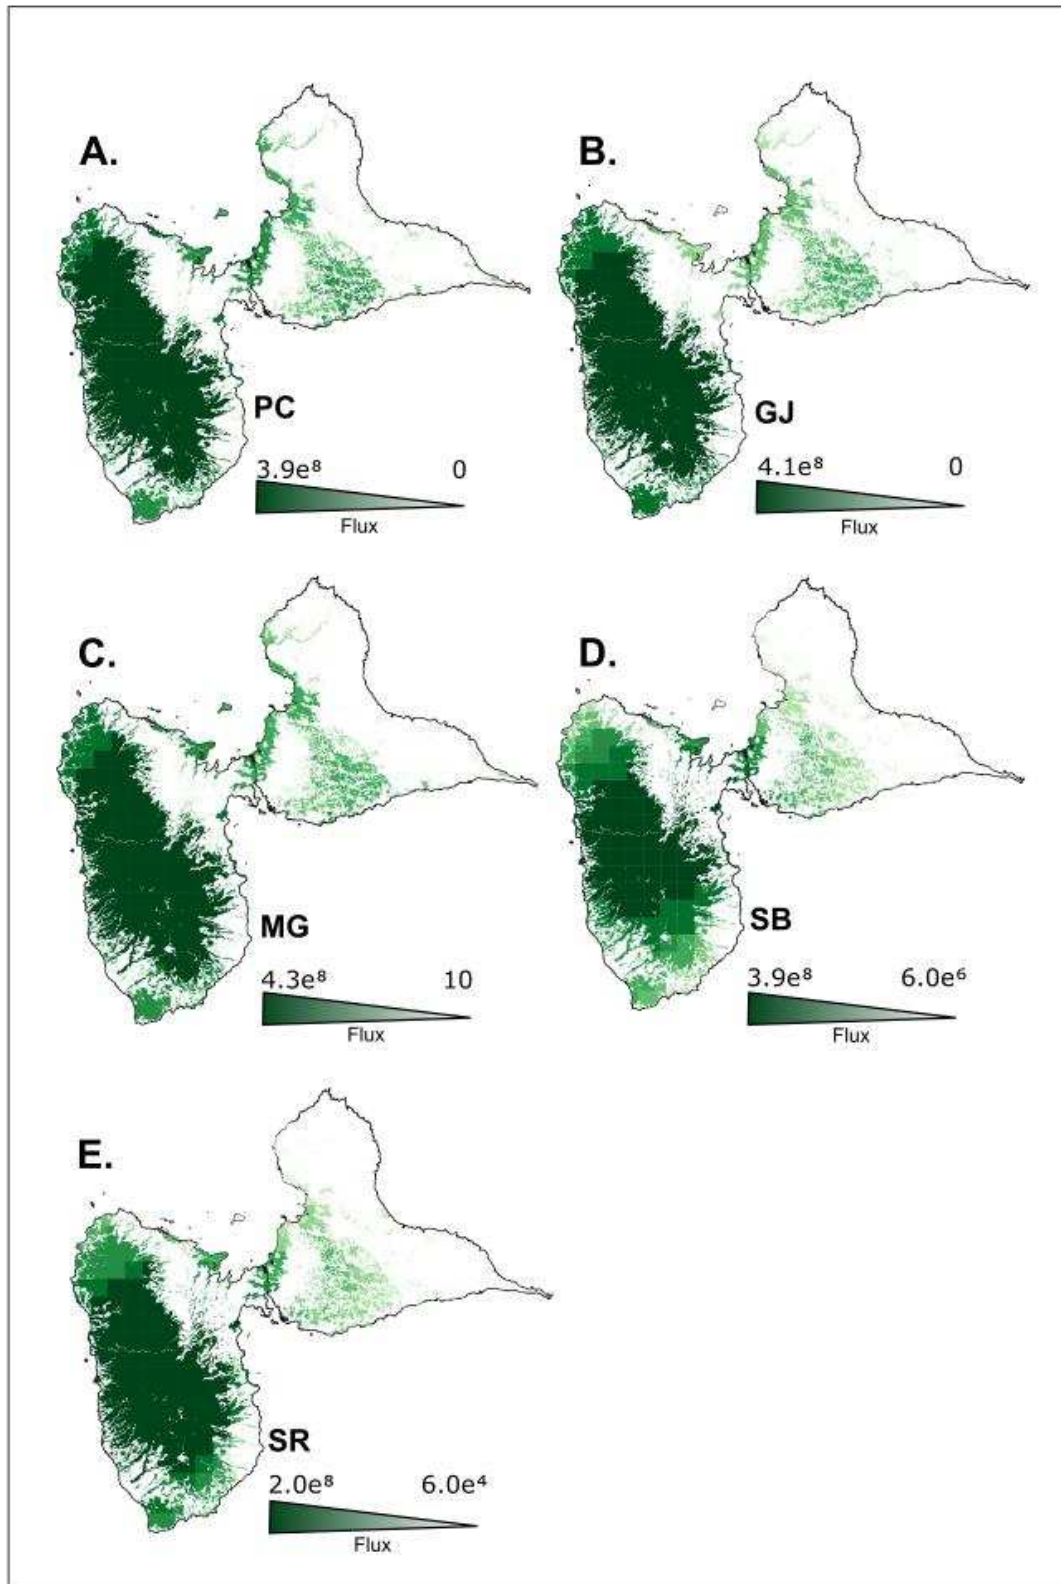 A.
B.
PC
GJ
3.9e⁸ 0
4.1e⁸ 0
Flux
Flux
C.
D.
MG
SB
4.3e⁸ 10
3.9e⁸ 6.0e⁶
Flux
Flux
E.
SR
2.0e⁸ 6.0e⁴
Flux